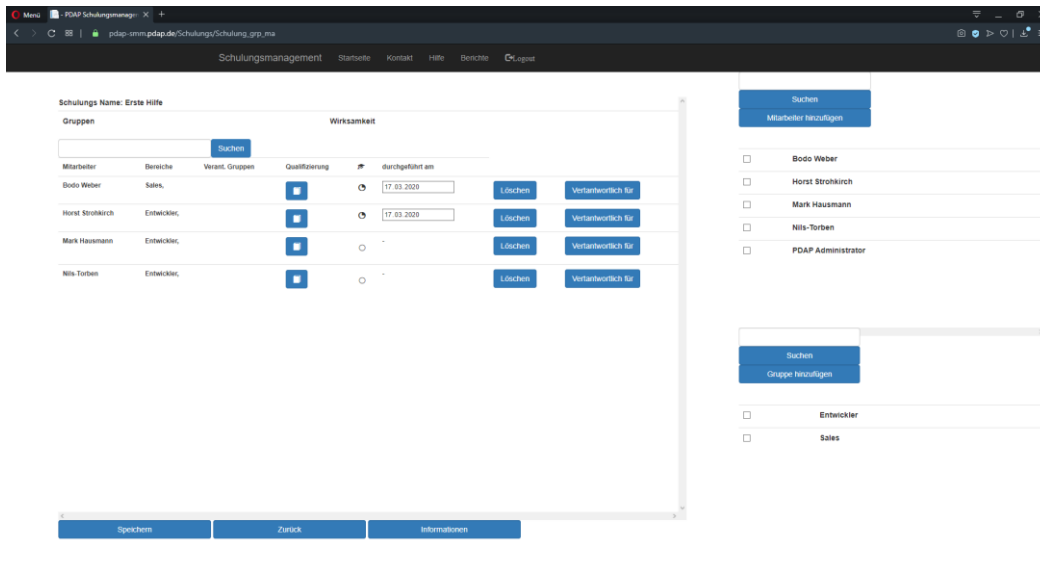 Menü - PDAP Schulungsmanager
pdap-smm.pdap.de/Schulungs/Schulung_grp_ma
Schulungsmanagement Startseite Kontakt Hilfe Berichte Logout
Schulungs Name: Erste Hilfe
Gruppen Wirksamkeit
Suchen
Mitarbeiter Bereiche Verant. Gruppen Qualifizierung durchgeführt am
Bodo Weber Sales, 17.03.2020 Löschen Vertantwortlich für
Horst Strohkirch Entwickler, 17.03.2020 Löschen Vertantwortlich für
Mark Hausmann Entwickler, - Löschen Vertantwortlich für
Nils-Torben Entwickler, - Löschen Vertantwortlich für
Speichern Zurück Informationen
Suchen
Mitarbeiter hinzufügen
Bodo Weber
Horst Strohkirch
Mark Hausmann
Nils-Torben
PDAP Administrator
Suchen
Gruppe hinzufügen
Entwickler
Sales